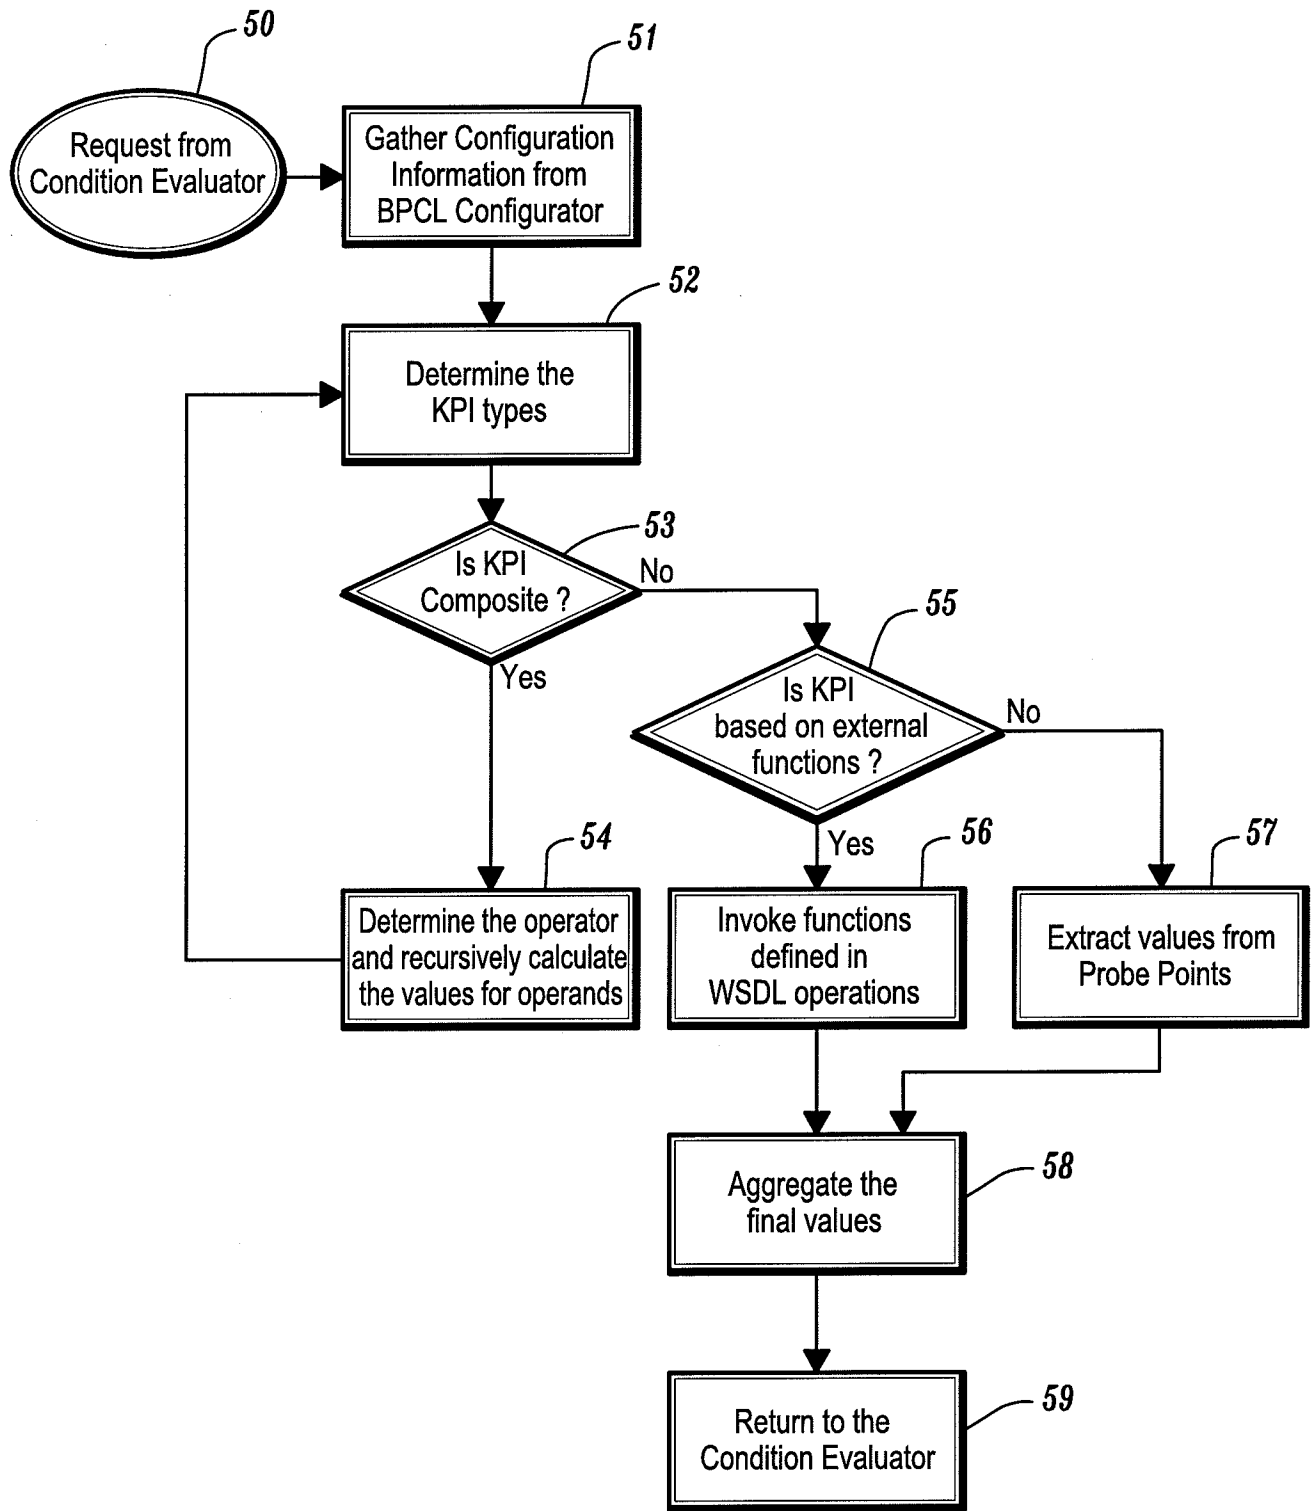 50
Request from
Condition Evaluator
51
Gather Configuration
Information from
BPCL Configurator
52
Determine the
KPI types
53
Is KPI
Composite ?
No
Yes
54
Determine the operator
and recursively calculate
the values for operands
55
Is KPI
based on external
functions ?
No
Yes
56
Invoke functions
defined in
WSDL operations
57
Extract values from
Probe Points
58
Aggregate the
final values
59
Return to the
Condition Evaluator